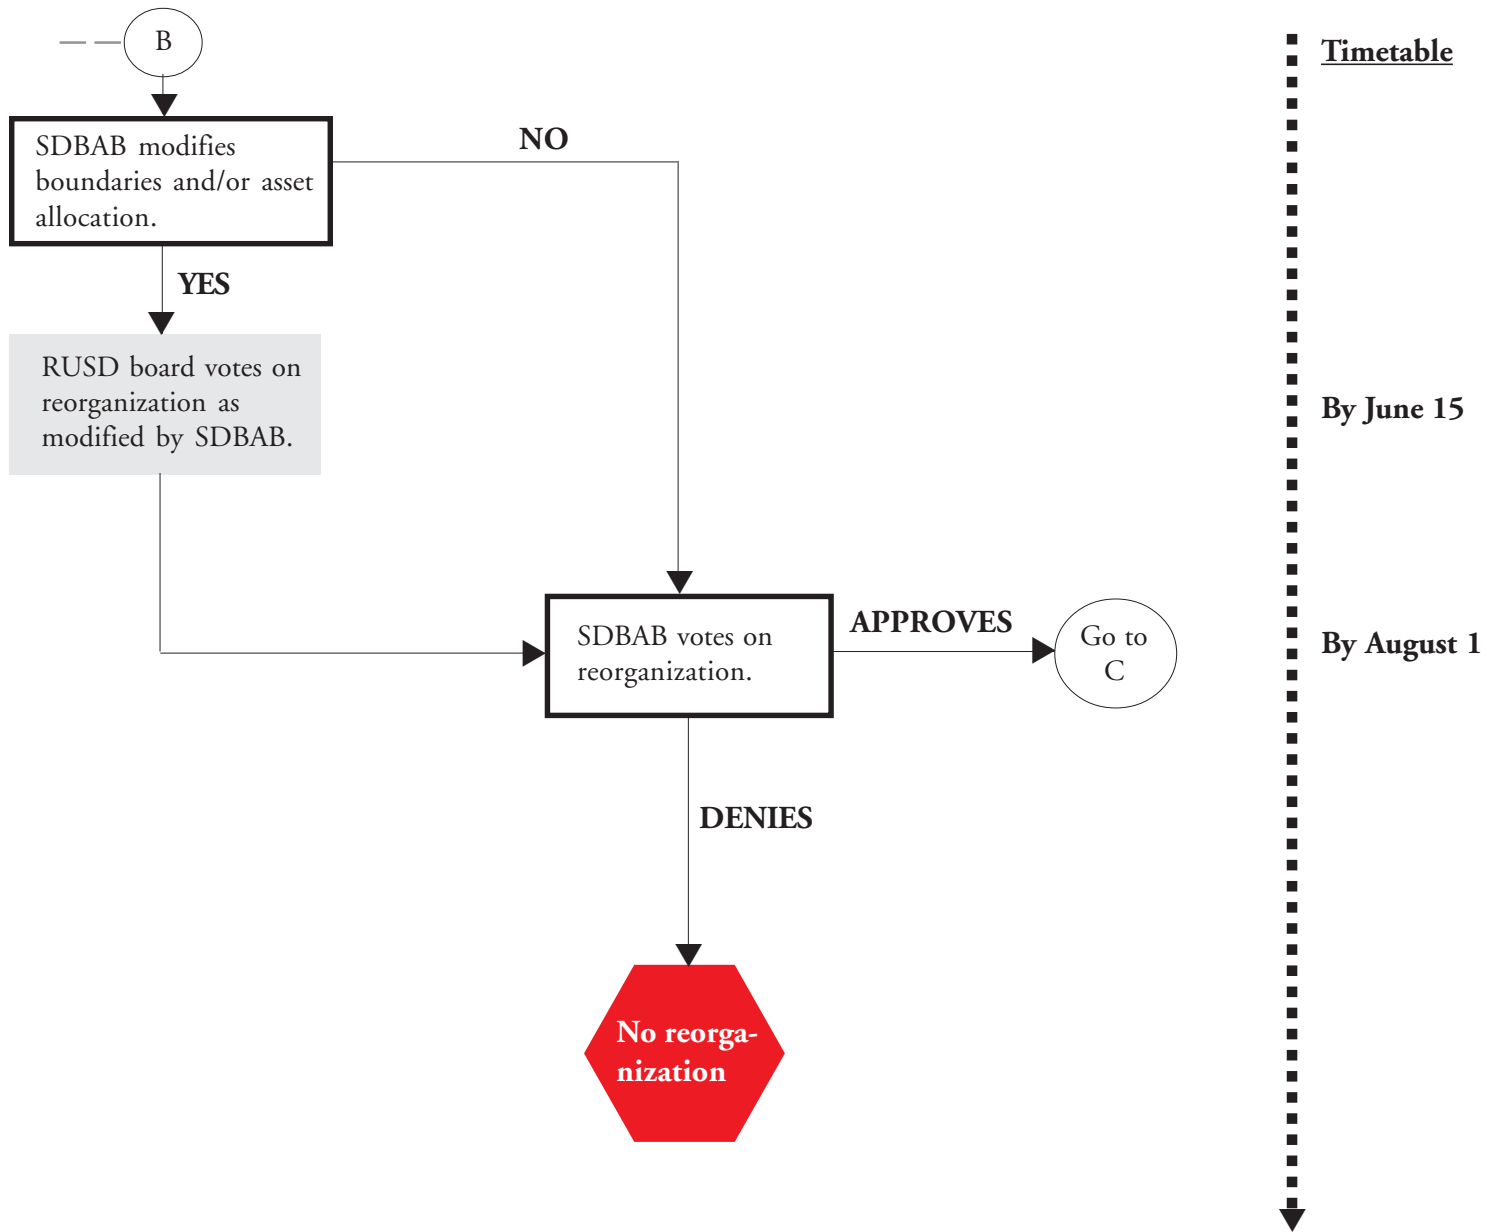 B
Timetable
SDBAB modifies
boundaries and/or asset
allocation.
NO
YES
RUSD board votes on
reorganization as
modified by SDBAB.
By June 15
SDBAB votes on
reorganization.
APPROVES
Go to
C
By August 1
DENIES
No reorga-
nization